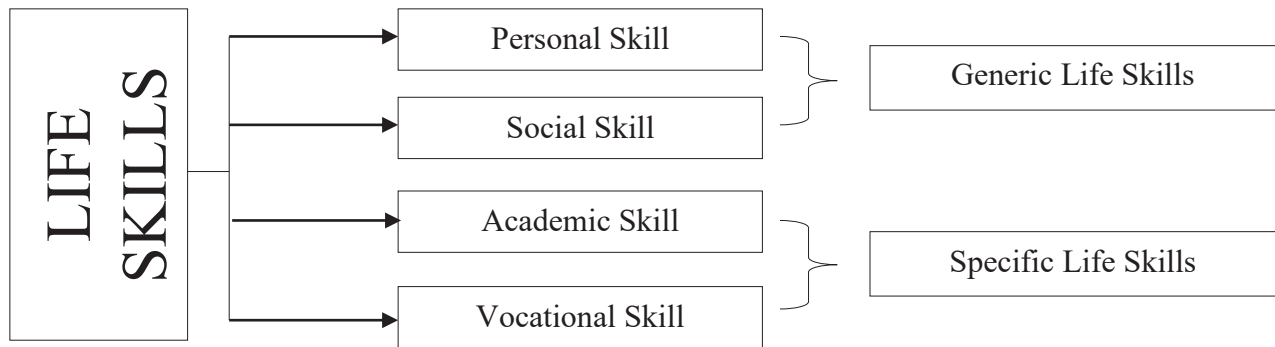 LIFE
SKILLS
Personal Skill
Social Skill
Academic Skill
Vocational Skill
Generic Life Skills
Specific Life Skills